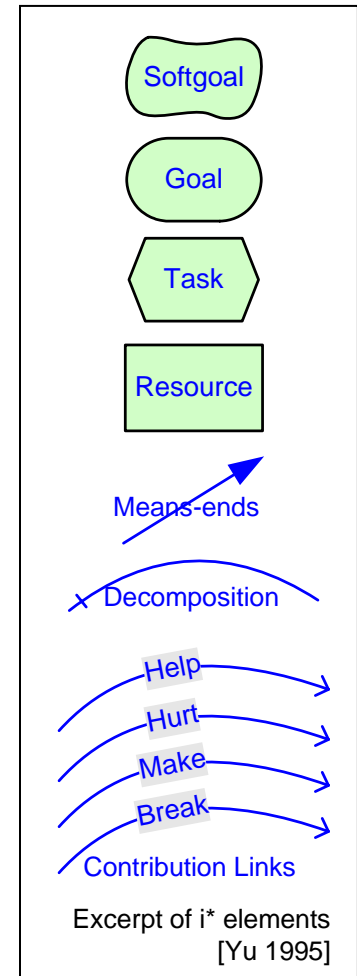 Softgoal
Goal
Task
Resource
Means-ends
Decomposition
Help
Hurt
Make
Break
Contribution Links
Excerpt of i* elements
[Yu 1995]